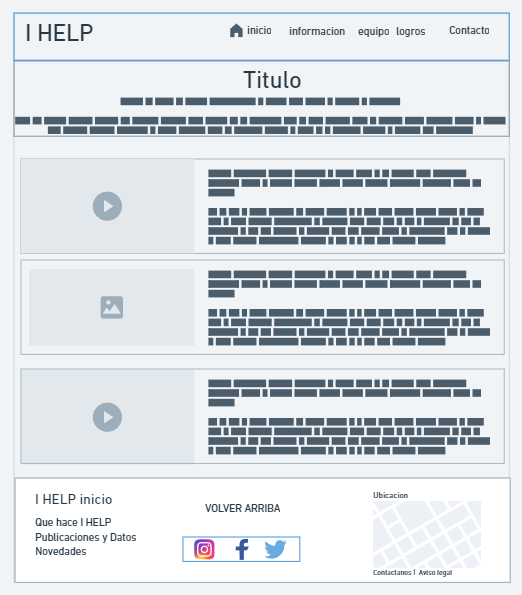 I HELP
inicio informacion equipo logros Contacto
Titulo
I HELP inicio
Que hace I HELP
Publicaciones y Datos
Novedades
VOLVER ARRIBA
Ubicacion
Contactanos | Aviso legal